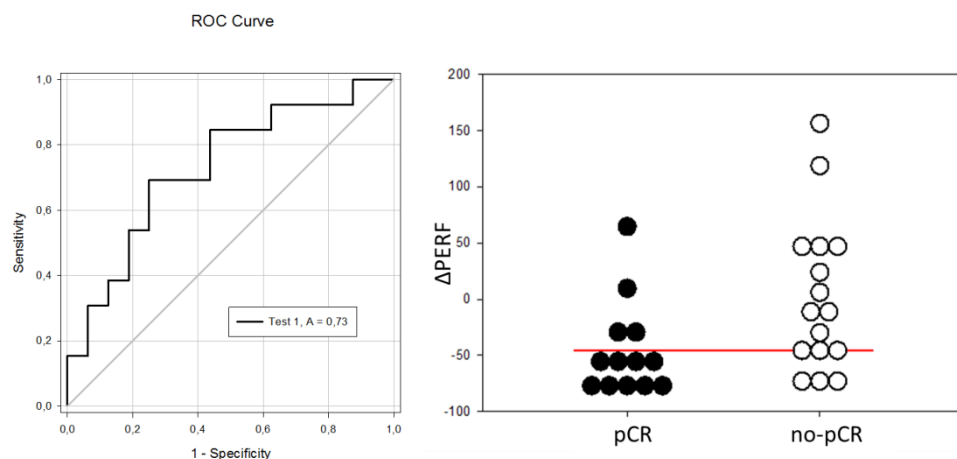 ROC Curve
1,0
0,8
0,6
0,4
0,2
0,0
Sensitivity
Test 1, A = 0,73
0,0 0,2 0,4 0,6 0,8 1,0
1 - Specificity
200
150
100
50
0
-50
-100
ΔPERF
pCR no-pCR